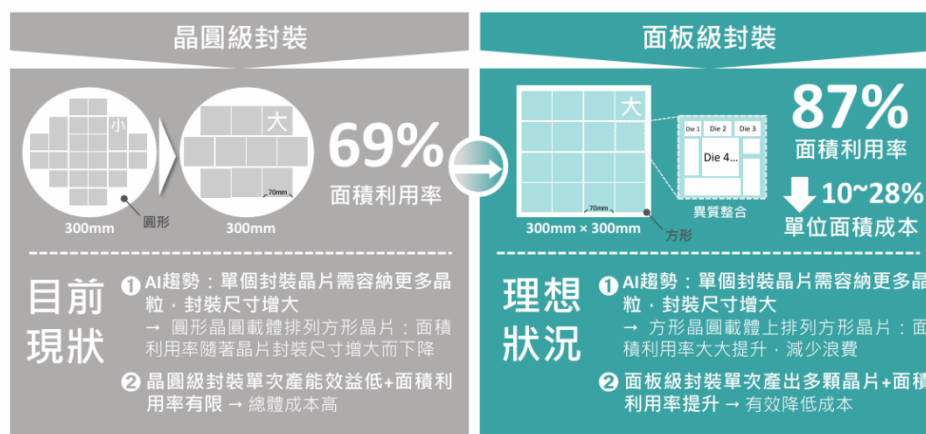 晶圓級封裝
小
大
70mm
圓形
300mm
300mm
69%
面積利用率
目前
現狀
❶ AI趨勢：單個封裝晶片需容納更多晶
粒，封裝尺寸增大
→ 圓形晶圓載體排列方形晶片：面積
利用率隨著晶片封裝尺寸增大而下降
❷ 晶圓級封裝單次產能效益低+面積利
用率有限 → 總體成本高
面板級封裝
大
70mm
300mm × 300mm
方形
Die 1
Die 2
Die 3
Die 4...
異質整合
87%
面積利用率
10~28%
單位面積成本
理想
狀況
❶ AI趨勢：單個封裝晶片需容納更多晶
粒，封裝尺寸增大
→ 方形晶圓載體上排列方形晶片：面
積利用率大大提升，減少浪費
❷ 面板級封裝單次產出多顆晶片+面積
利用率提升 → 有效降低成本